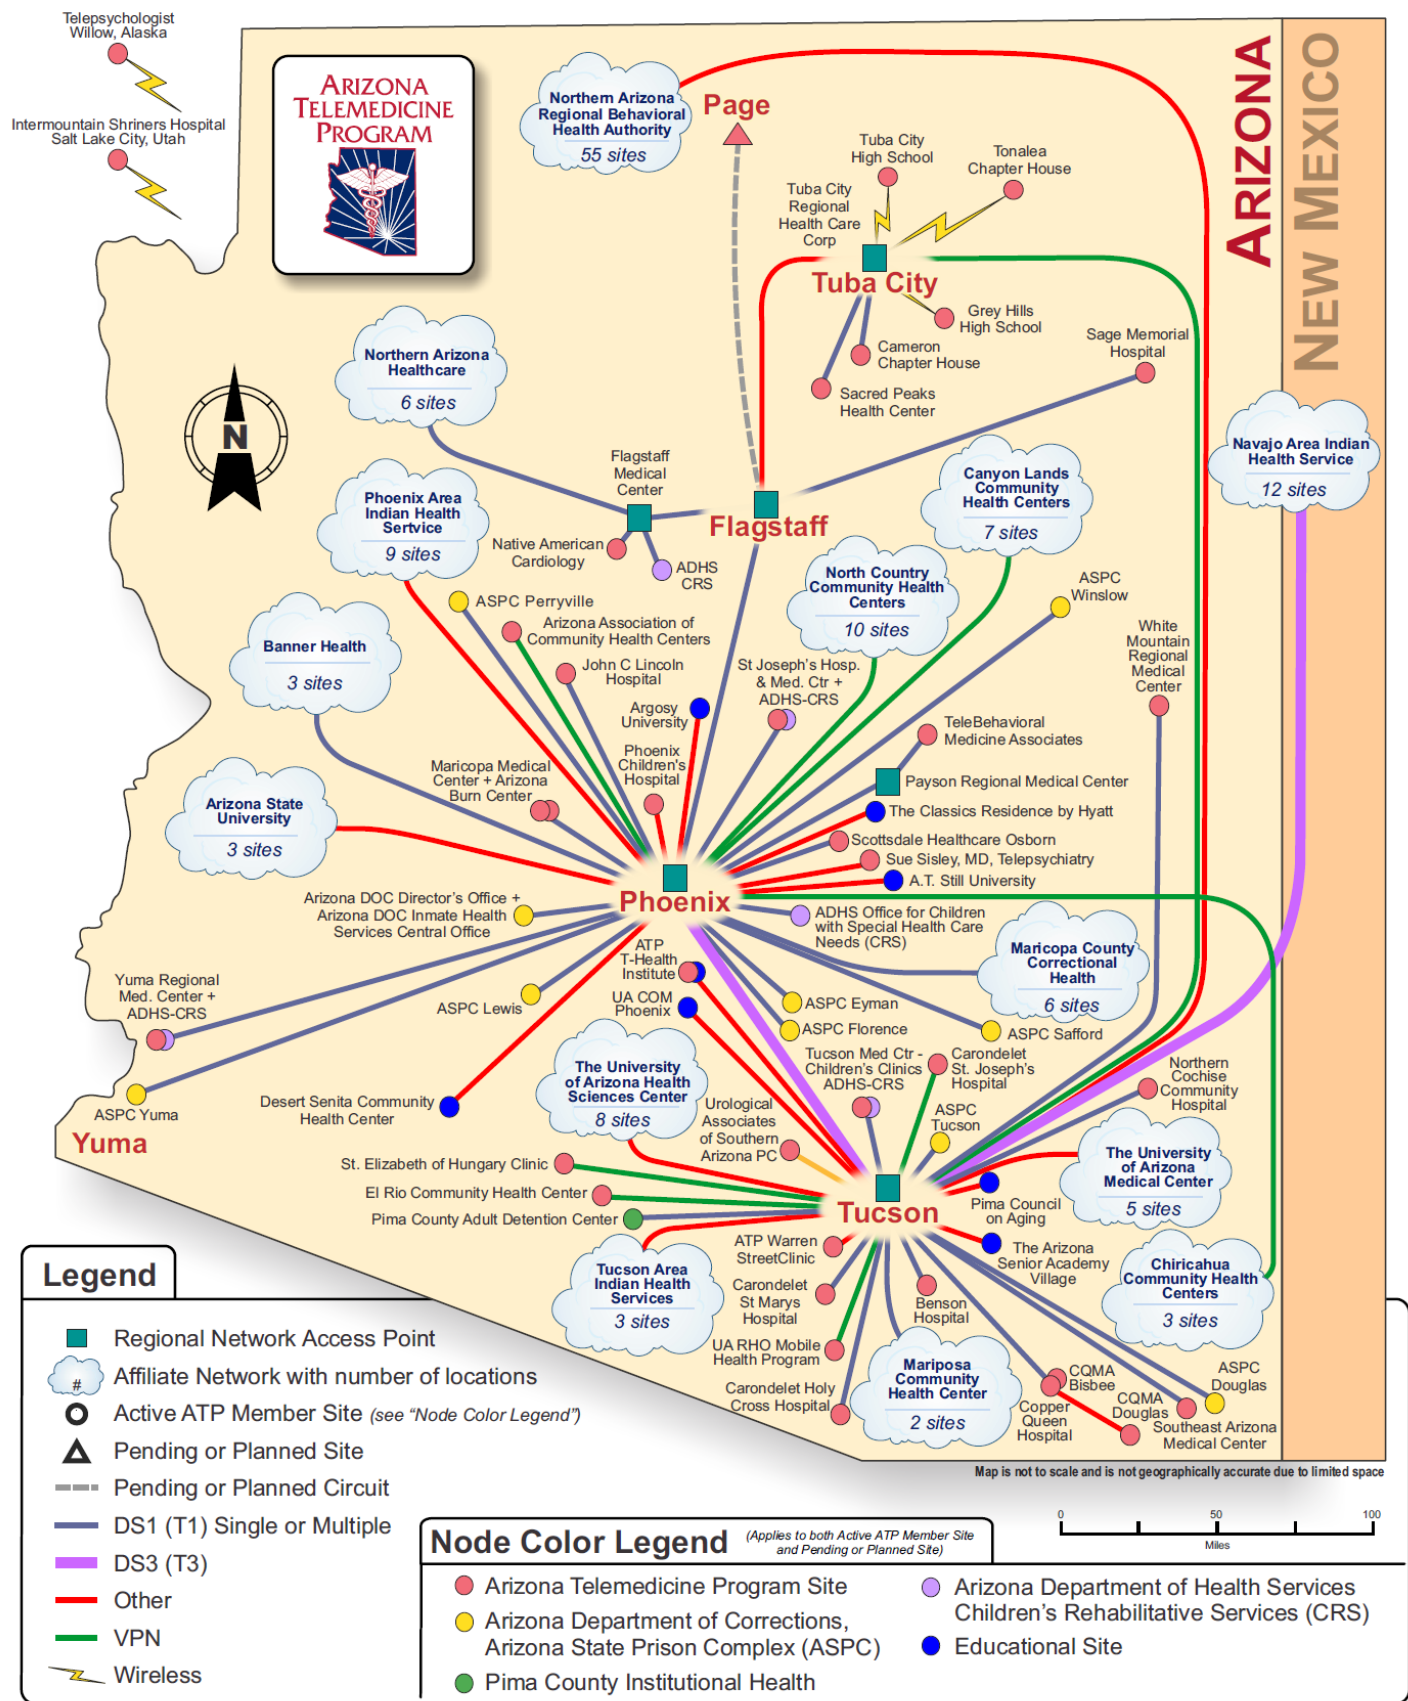 Telepsychologist
Willow, Alaska
Intermountain Shriners Hospital
Salt Lake City, Utah
ARIZONA
TELEMEDICINE
PROGRAM
Northern Arizona
Regional Behavioral
Health Authority
55 sites
Page
Tuba City
High School
Tonalea
Chapter House
Tuba City
Regional
Health Care
Corp
Tuba City
Grey Hills
High School
Cameron
Chapter House
Sacred Peaks
Health Center
Sage Memorial
Hospital
ARIZONA
NEW MEXICO
Northern Arizona
Healthcare
6 sites
N
Navajo Area Indian
Health Service
12 sites
Flagstaff
Medical
Center
Flagstaff
Native American
Cardiology
ADHS
CRS
Phoenix Area
Indian Health
Sertvice
9 sites
Canyon Lands
Community
Health Centers
7 sites
North Country
Community Health
Centers
10 sites
ASPC
Winslow
White
Mountain
Regional
Medical
Center
ASPC Perryville
Arizona Association of
Community Health Centers
John C Lincoln
Hospital
Banner Health
3 sites
Argosy
University
St Joseph's Hosp.
& Med. Ctr +
ADHS-CRS
Phoenix
Children's
Hospital
Maricopa Medical
Center + Arizona
Burn Center
TeleBehavioral
Medicine Associates
Payson Regional Medical Center
The Classics Residence by Hyatt
Scottsdale Healthcare Osborn
Sue Sisley, MD, Telepsychiatry
A.T. Still University
Arizona State
University
3 sites
Phoenix
Arizona DOC Director's Office +
Arizona DOC Inmate Health
Services Central Office
ADHS Office for Children
with Special Health Care
Needs (CRS)
Maricopa County
Correctional
Health
6 sites
ATP
T-Health
Institute
UA COM
Phoenix
Yuma Regional
Med. Center +
ADHS-CRS
ASPC Lewis
ASPC Eyman
ASPC Florence
ASPC Safford
ASPC Yuma
Yuma
Desert Senita Community
Health Center
The University
of Arizona Health
Sciences Center
8 sites
Tucson Med Ctr -
Children's Clinics
ADHS-CRS
Carondelet
St. Joseph's
Hospital
Northern
Cochise
Community
Hospital
Urological
Associates
of Southern
Arizona PC
ASPC
Tucson
St. Elizabeth of Hungary Clinic
El Rio Community Health Center
Pima County Adult Detention Center
Tucson
The University
of Arizona
Medical Center
5 sites
Pima Council
on Aging
The Arizona
Senior Academy
Village
Tucson Area
Indian Health
Services
3 sites
ATP Warren
StreetClinic
Carondelet
St Marys
Hospital
UA RHO Mobile
Health Program
Carondelet Holy
Cross Hospital
Benson
Hospital
Mariposa
Community
Health Center
2 sites
Chiricahua
Community Health
Centers
3 sites
CQMA
Bisbee
Copper
Queen
Hospital
CQMA
Douglas
ASPC
Douglas
Southeast Arizona
Medical Center
Map is not to scale and is not geographically accurate due to limited space
0 50 100
Miles
Legend
Regional Network Access Point
# Affiliate Network with number of locations
Active ATP Member Site (see "Node Color Legend")
Pending or Planned Site
Pending or Planned Circuit
DS1 (T1) Single or Multiple
DS3 (T3)
Other
VPN
Wireless
Node Color Legend (Applies to both Active ATP Member Site
and Pending or Planned Site)
Arizona Telemedicine Program Site
Arizona Department of Corrections,
Arizona State Prison Complex (ASPC)
Pima County Institutional Health
Arizona Department of Health Services
Children's Rehabilitative Services (CRS)
Educational Site